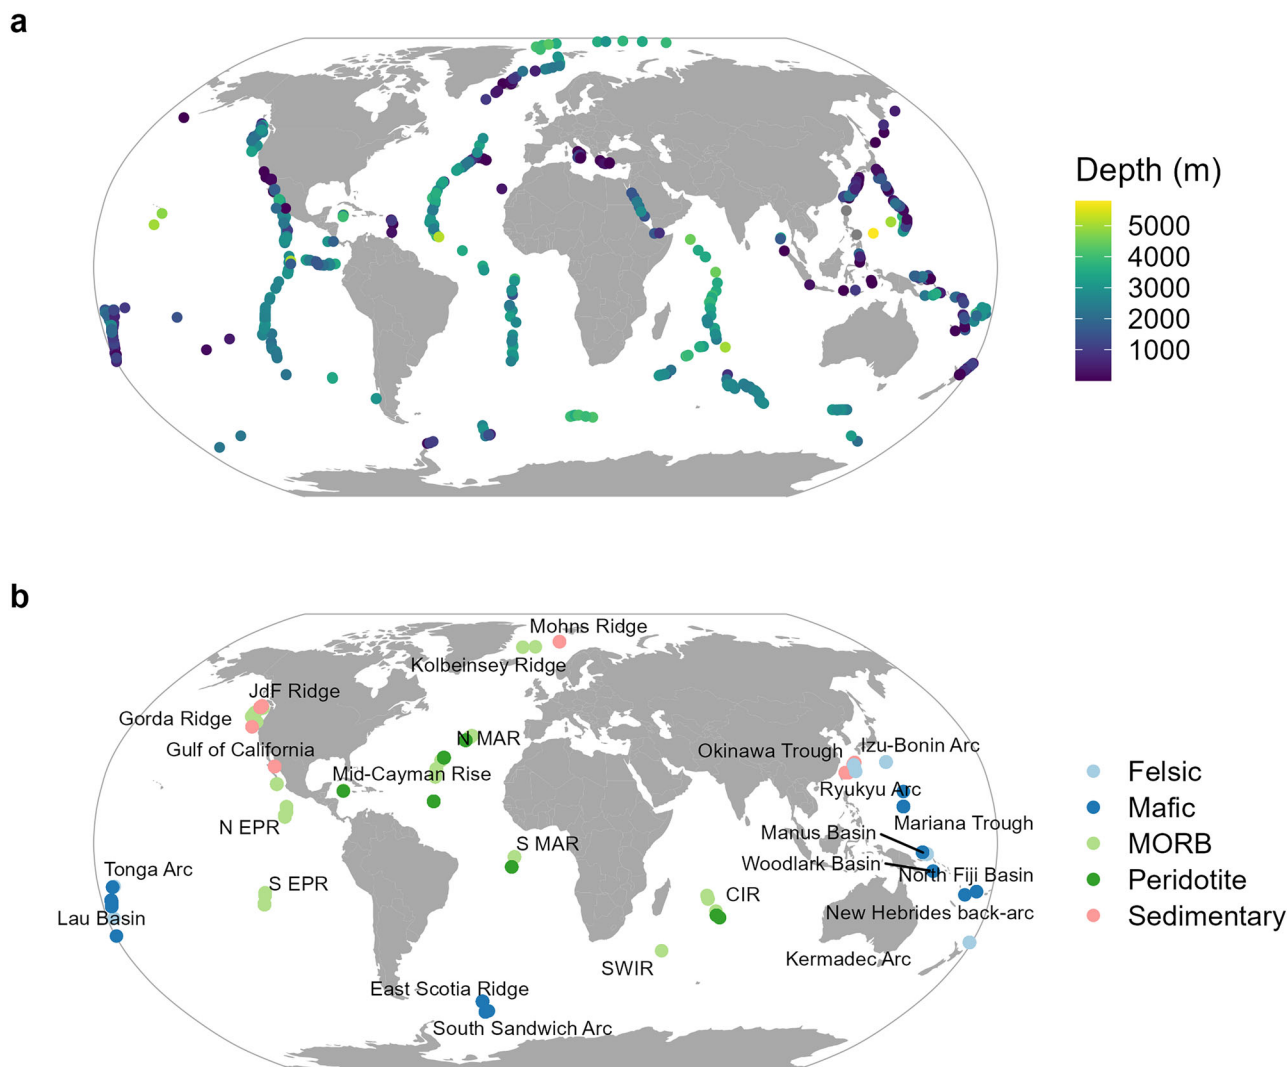 a
Depth (m)
5000
4000
3000
2000
1000
b
Mohns Ridge
Kolbeinsey Ridge
JdF Ridge
Gorda Ridge
N MAR
Gulf of California
Okinawa Trough
Izu-Bonin Arc
Mid-Cayman Rise
Ryukyu Arc
N EPR
Mariana Trough
Manus Basin
S MAR
Woodlark Basin
Tonga Arc
North Fiji Basin
S EPR
CIR
Lau Basin
New Hebrides back-arc
SWIR
Kermadec Arc
East Scotia Ridge
South Sandwich Arc
Felsic
Mafic
MORB
Peridotite
Sedimentary